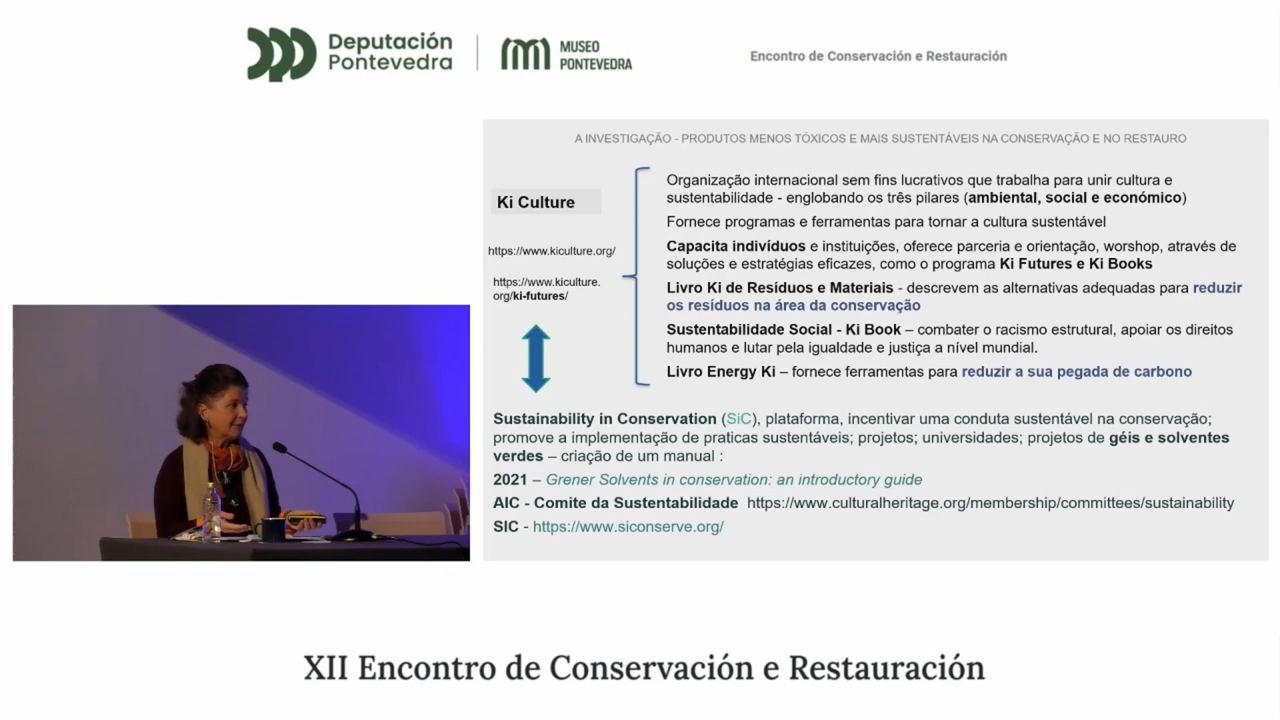 Deputación
Pontevedra
MUSEO
PONTEVEDRA
Encontro de Conservación e Restauración
A INVESTIGAÇÃO - PRODUTOS MENOS TÓXICOS E MAIS SUSTENTÁVEIS NA CONSERVAÇÃO E NO RESTAURO
Ki Culture
https://www.kiculture.org/
https://www.kiculture.
org/ki-futures/
Organização internacional sem fins lucrativos que trabalha para unir cultura e
sustentabilidade - englobando os três pilares (ambiental, social e económico)
Fornece programas e ferramentas para tornar a cultura sustentável
Capacita indivíduos e instituições, oferece parceria e orientação, worshop, através de
soluções e estratégias eficazes, como o programa Ki Futures e Ki Books
Livro Ki de Resíduos e Materiais - descrevem as alternativas adequadas para reduzir
os resíduos na área da conservação
Sustentabilidade Social - Ki Book – combater o racismo estrutural, apoiar os direitos
humanos e lutar pela igualdade e justiça a nível mundial.
Livro Energy Ki – fornece ferramentas para reduzir a sua pegada de carbono
Sustainability in Conservation (SiC), plataforma, incentivar uma conduta sustentável na conservação;
promove a implementação de praticas sustentáveis; projetos; universidades; projetos de géis e solventes
verdes – criação de um manual :
2021 – Grener Solvents in conservation: an introductory guide
AIC - Comite da Sustentabilidade https://www.culturalheritage.org/membership/committees/sustainability
SIC - https://www.siconserve.org/
XII Encontro de Conservación e Restauración